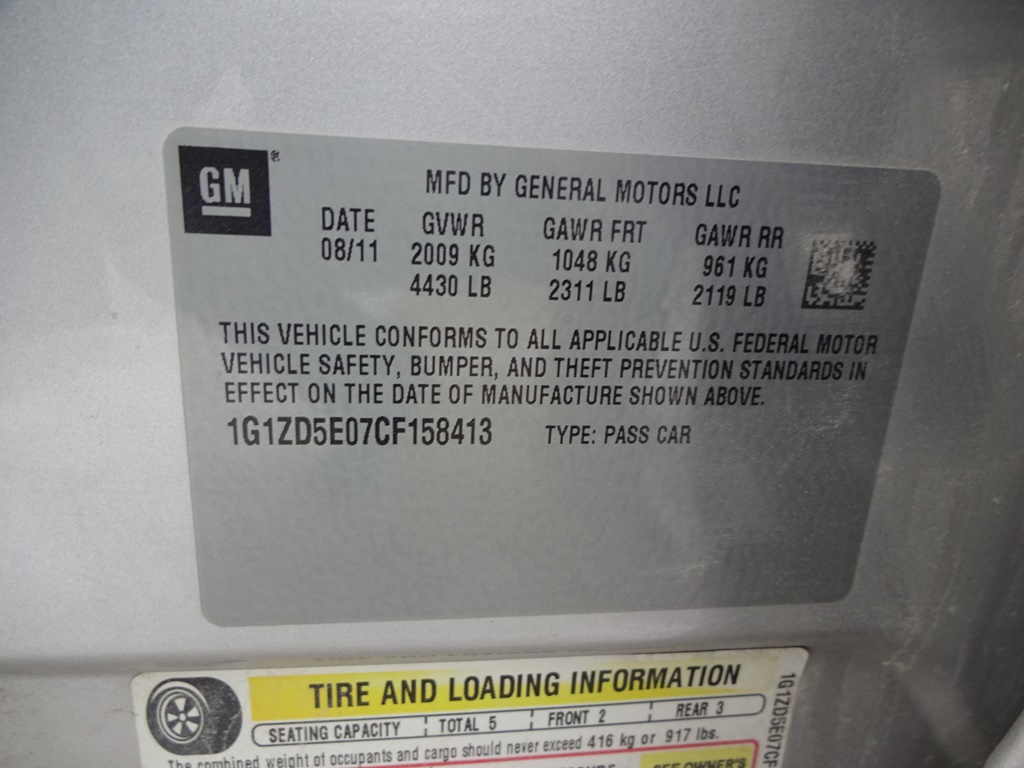 GM®
MFD BY GENERAL MOTORS LLC
DATE GVWR GAWR FRT GAWR RR
08/11 2009 KG 1048 KG 961 KG
4430 LB 2311 LB 2119 LB
THIS VEHICLE CONFORMS TO ALL APPLICABLE U.S. FEDERAL MOTOR
VEHICLE SAFETY, BUMPER, AND THEFT PREVENTION STANDARDS IN
EFFECT ON THE DATE OF MANUFACTURE SHOWN ABOVE.
1G1ZD5E07CF158413 TYPE: PASS CAR
TIRE AND LOADING INFORMATION
SEATING CAPACITY TOTAL 5 FRONT 2 REAR 3
The combined weight of occupants and cargo should never exceed 416 kg or 917 lbs.
SEE OWNER'S
1G1ZD5E07CF